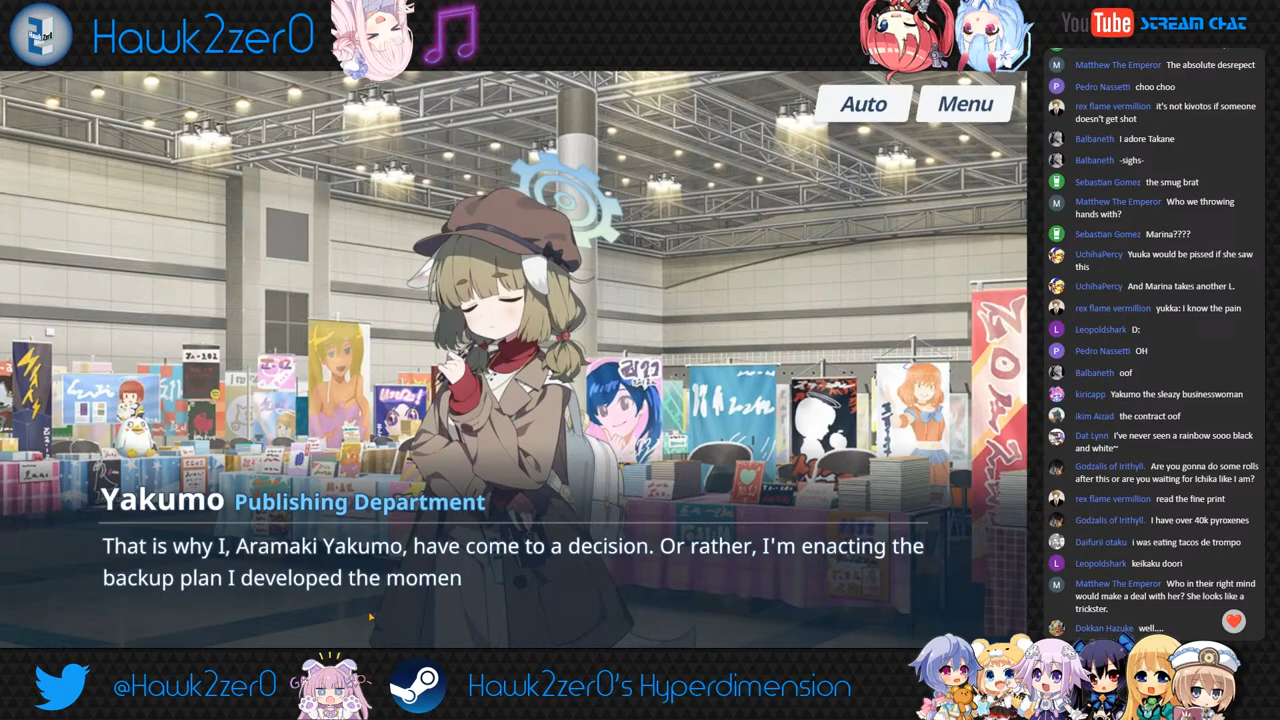 Hawk2zer0
YouTube STREAM CHAT
Auto
Menu
Matthew The Emperor The absolute desrepect
Pedro Nassetti choo choo
rex flame vermillion it's not kivotos if someone
doesn't get shot
Balbaneth I adore Takane
Balbaneth -sighs-
Sebastian Gomez the smug brat
Matthew The Emperor Who we throwing
hands with?
Sebastian Gomez Marina????
UchihaPercy Yuuka would be pissed if she saw
this
UchihaPercy And Marina takes another L.
rex flame vermillion yukka: I know the pain
Leopoldshark D:
Pedro Nassetti OH
Balbaneth oof
kiricapp Yakumo the sleazy businesswoman
ikim Aizad the contract oof
Dat Lynn I've never seen a rainbow sooo black
and white~
Godzalis of Irithyll. Are you gonna do some rolls
after this or are you waiting for Ichika like I am?
rex flame vermillion read the fine print
Godzalis of Irithyll. I have over 40k pyroxenes
Daifurii otaku i was eating tacos de trompo
Leopoldshark keikaku doori
Matthew The Emperor Who in their right mind
would make a deal with her? She looks like a
trickster.
Dokkan Hazuke well....
Yakumo Publishing Department
That is why I, Aramaki Yakumo, have come to a decision. Or rather, I'm enacting the
backup plan I developed the momen
@Hawk2zer0
Hawk2zer0's Hyperdimension